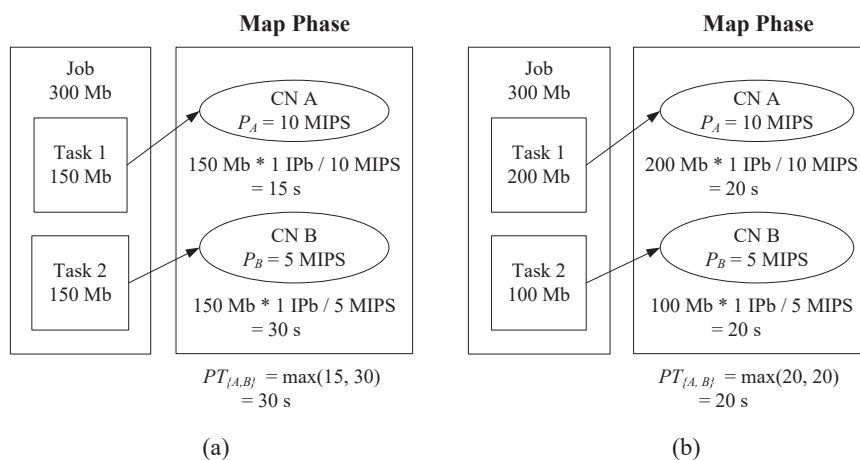 Map Phase
Job
300 Mb
Task 1
150 Mb
Task 2
150 Mb
CN A
P_A = 10 MIPS
150 Mb * 1 IPb / 10 MIPS
= 15 s
CN B
P_B = 5 MIPS
150 Mb * 1 IPb / 5 MIPS
= 30 s
PT_{A,B} = max(15, 30)
= 30 s
(a)
Map Phase
Job
300 Mb
Task 1
200 Mb
Task 2
100 Mb
CN A
P_A = 10 MIPS
200 Mb * 1 IPb / 10 MIPS
= 20 s
CN B
P_B = 5 MIPS
100 Mb * 1 IPb / 5 MIPS
= 20 s
PT_{A, B} = max(20, 20)
= 20 s
(b)